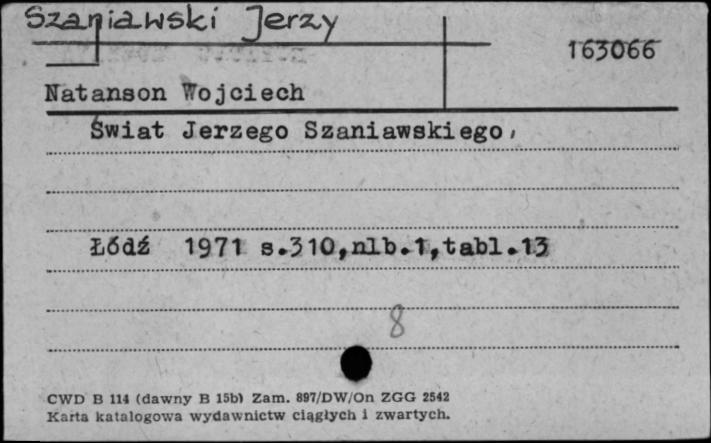 Szaniawski Jerzy
163066
Natanson Wojciech
Świat Jerzego Szaniawskiego,
Łódź 1971 s.310,nlb.1,tabl.13
8
CWD B 114 (dawny B 15b) Zam. 897/DW/On ZGG 2542
Karta katalogowa wydawnictw ciągłych i zwartych.